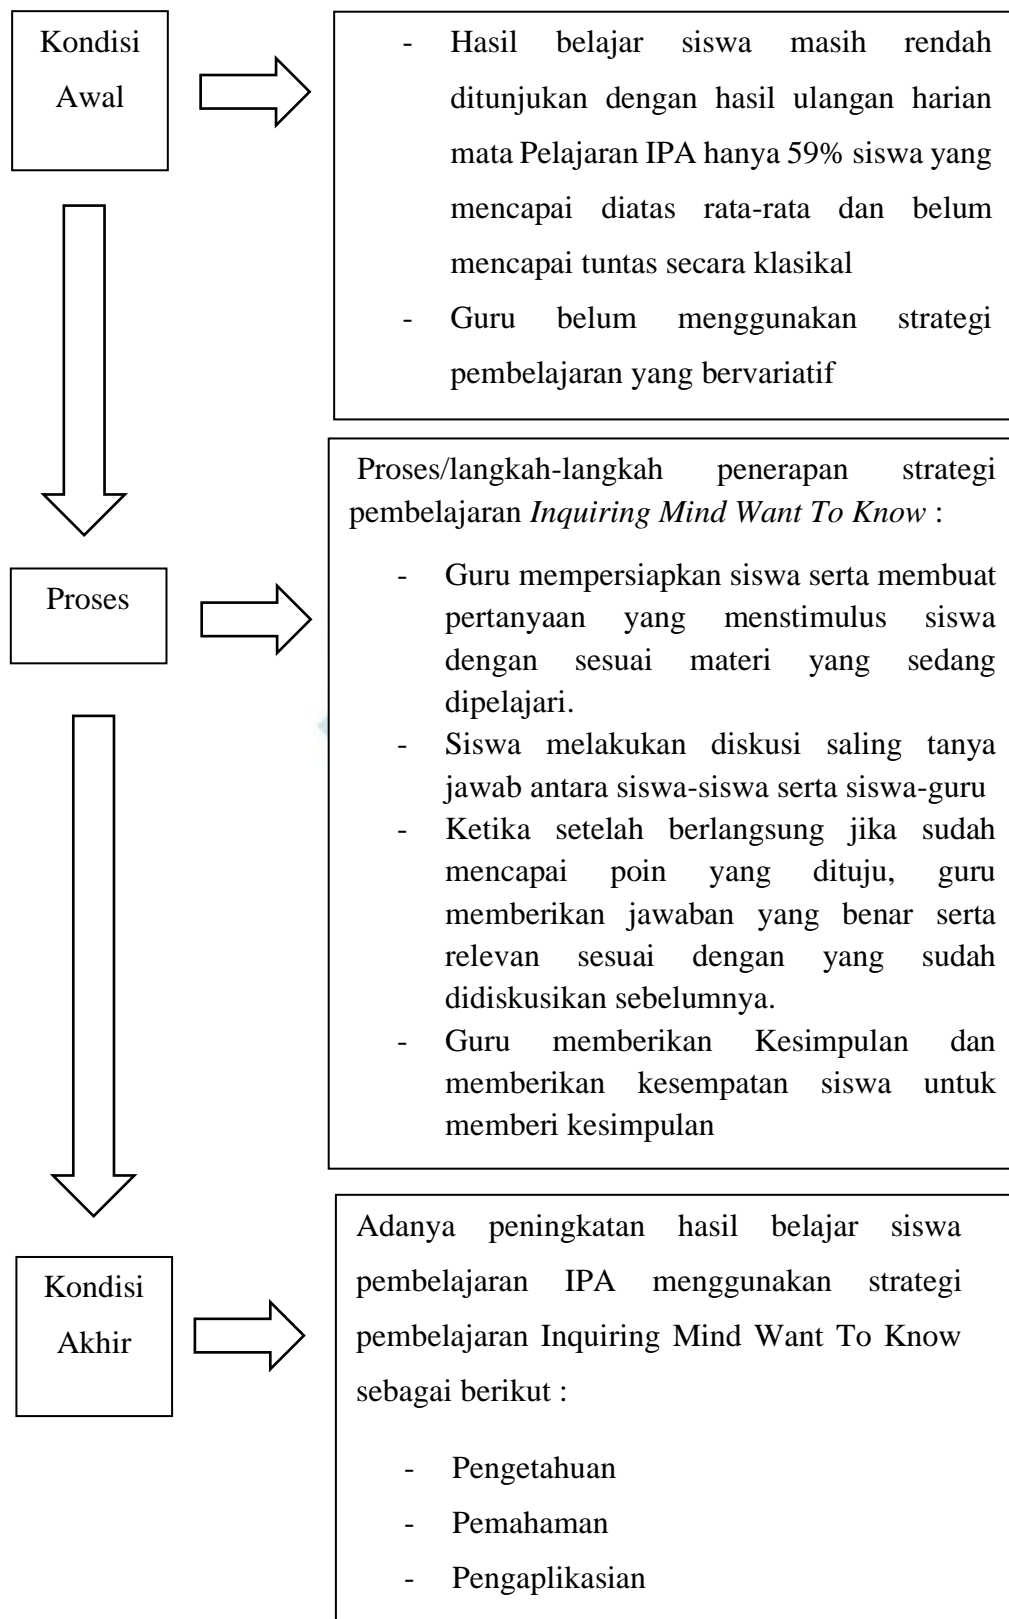 Kondisi
Awal
- Hasil belajar siswa masih rendah
ditunjukan dengan hasil ulangan harian
mata Pelajaran IPA hanya 59% siswa yang
mencapai diatas rata-rata dan belum
mencapai tuntas secara klasikal
- Guru belum menggunakan strategi
pembelajaran yang bervariatif
Proses
Proses/langkah-langkah penerapan strategi
pembelajaran Inquiring Mind Want To Know :
- Guru mempersiapkan siswa serta membuat
pertanyaan yang menstimulus siswa
dengan sesuai materi yang sedang
dipelajari.
- Siswa melakukan diskusi saling tanya
jawab antara siswa-siswa serta siswa-guru
- Ketika setelah berlangsung jika sudah
mencapai poin yang dituju, guru
memberikan jawaban yang benar serta
relevan sesuai dengan yang sudah
didiskusikan sebelumnya.
- Guru memberikan Kesimpulan dan
memberikan kesempatan siswa untuk
memberi kesimpulan
Kondisi
Akhir
Adanya peningkatan hasil belajar siswa
pembelajaran IPA menggunakan strategi
pembelajaran Inquiring Mind Want To Know
sebagai berikut :
- Pengetahuan
- Pemahaman
- Pengaplikasian